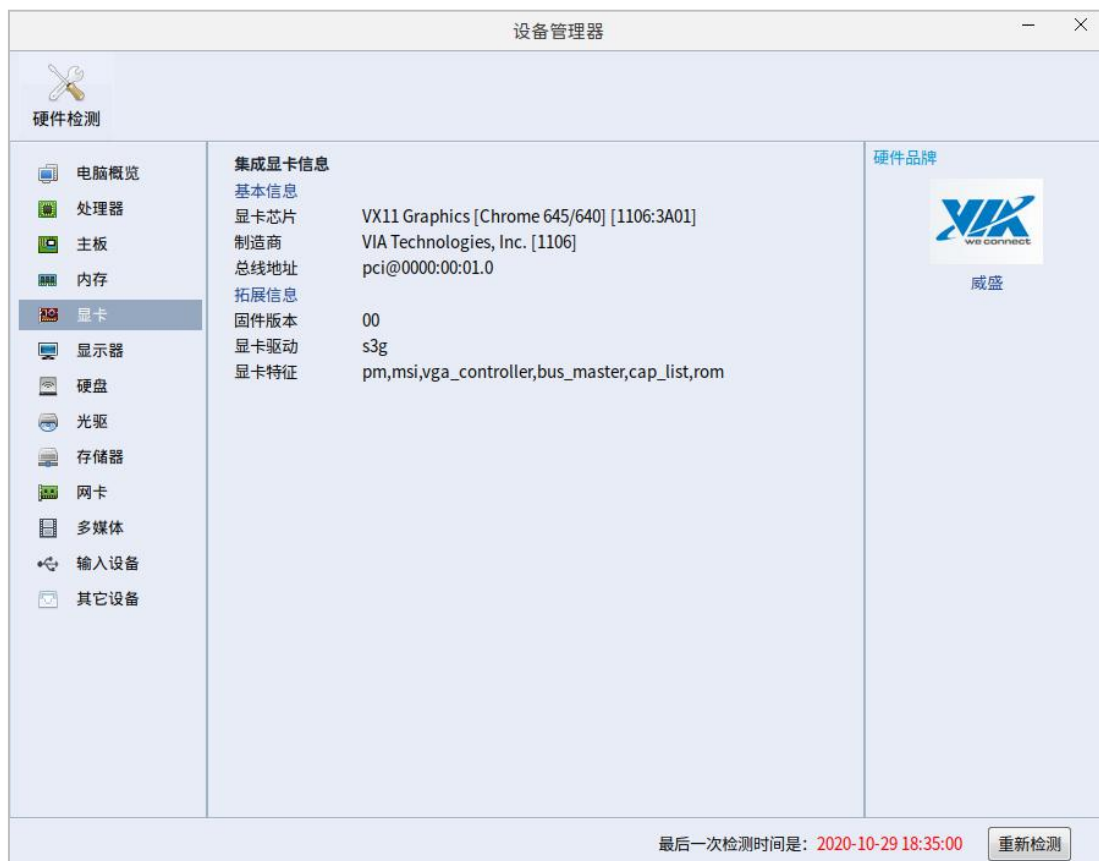 设备管理器
硬件检测
电脑概览
处理器
主板
内存
显卡
显示器
硬盘
光驱
存储器
网卡
多媒体
输入设备
其它设备
集成显卡信息
基本信息
显卡芯片 VX11 Graphics [Chrome 645/640] [1106:3A01]
制造商 VIA Technologies, Inc. [1106]
总线地址 pci@0000:00:01.0
拓展信息
固件版本 00
显卡驱动 s3g
显卡特征 pm,msi,vga_controller,bus_master,cap_list,rom
硬件品牌
VIA
we connect
威盛
最后一次检测时间是：2020-10-29 18:35:00 重新检测